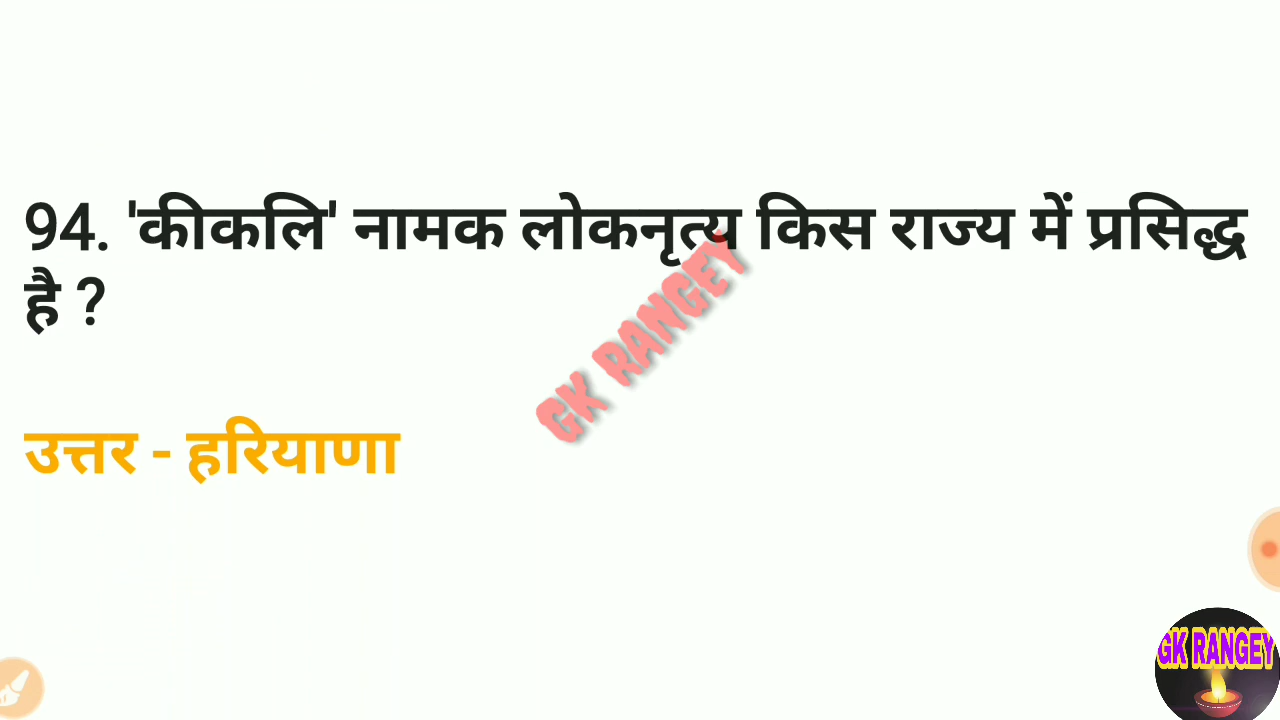 94. 'कीकलि' नामक लोकनृत्य किस राज्य में प्रसिद्ध
है ?
GK RANGEY
उत्तर - हरियाणा
GK RANGEY